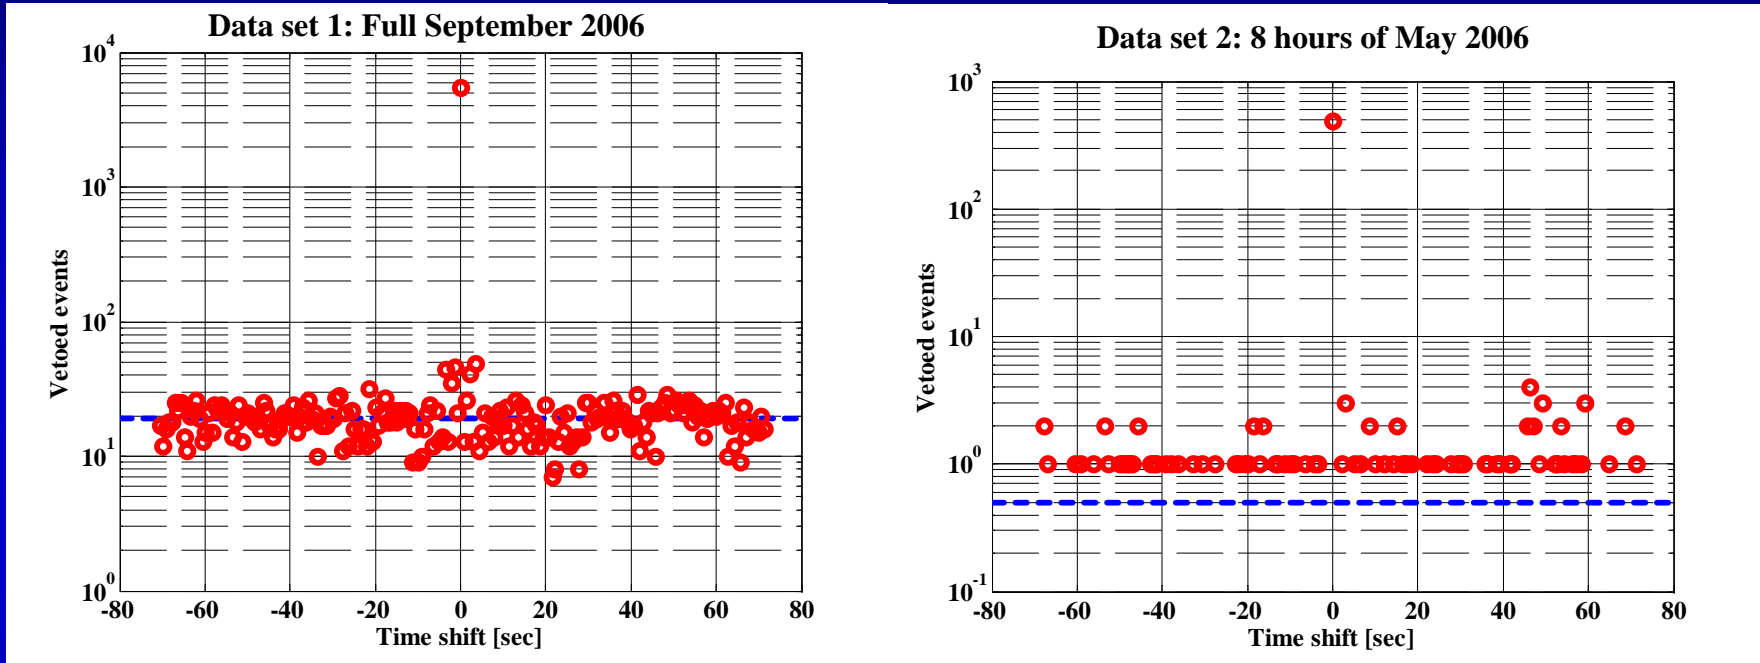 Data set 1: Full September 2006
10^4
10^3
10^2
10^1
10^0
Vetoed events
-80 -60 -40 -20 0 20 40 60 80
Time shift [sec]
Data set 2: 8 hours of May 2006
10^3
10^2
10^1
10^0
10^-1
Vetoed events
-80 -60 -40 -20 0 20 40 60 80
Time shift [sec]